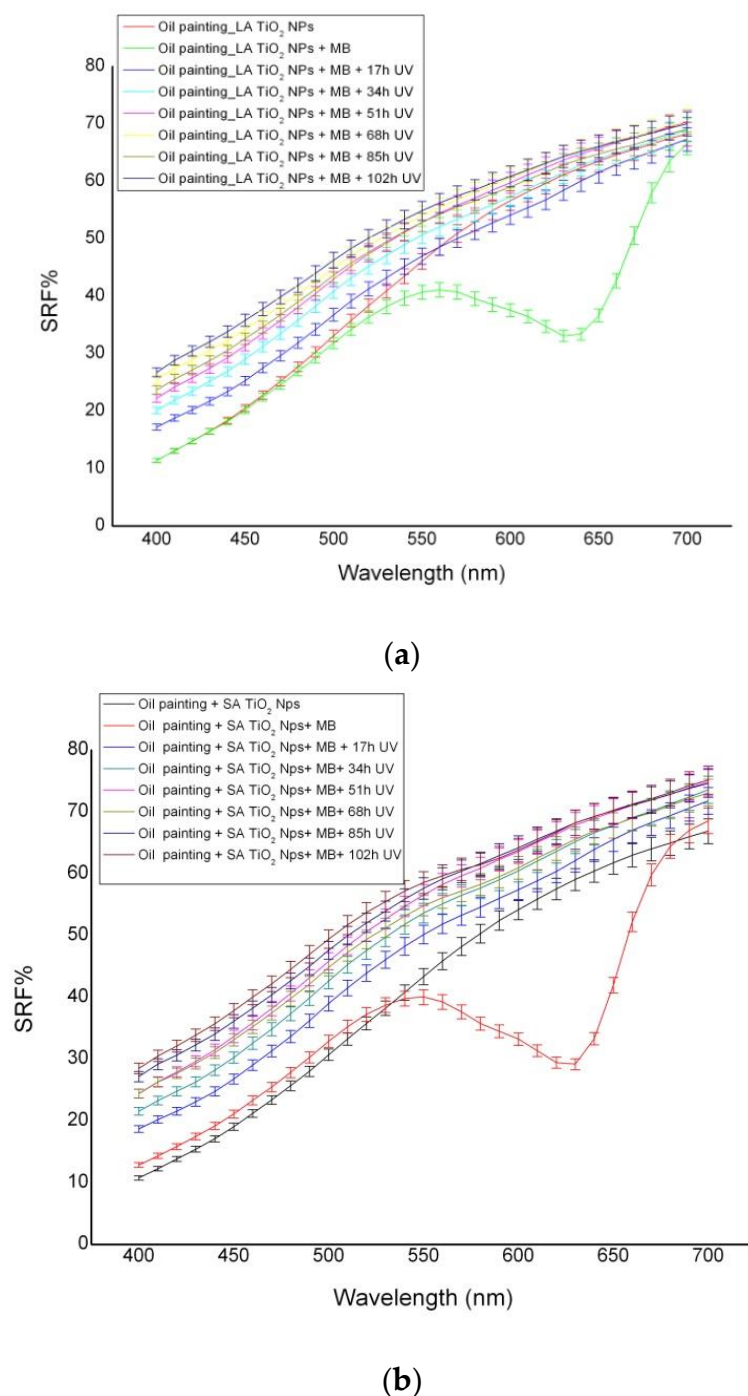 Oil painting_LA TiO₂ NPs
Oil painting_LA TiO₂ NPs + MB
Oil painting_LA TiO₂ NPs + MB + 17h UV
Oil painting_LA TiO₂ NPs + MB + 34h UV
Oil painting_LA TiO₂ NPs + MB + 51h UV
Oil painting_LA TiO₂ NPs + MB + 68h UV
Oil painting_LA TiO₂ NPs + MB + 85h UV
Oil painting_LA TiO₂ NPs + MB + 102h UV
80
70
60
50
40
30
20
10
0
SRF%
400 450 500 550 600 650 700
Wavelength (nm)
(a)
Oil painting + SA TiO₂ Nps
Oil painting + SA TiO₂ Nps+ MB
Oil painting + SA TiO₂ Nps+ MB + 17h UV
Oil painting + SA TiO₂ Nps+ MB+ 34h UV
Oil painting + SA TiO₂ Nps+ MB+ 51h UV
Oil painting + SA TiO₂ Nps+ MB+ 68h UV
Oil painting + SA TiO₂ Nps+ MB+ 85h UV
Oil painting + SA TiO₂ Nps+ MB+ 102h UV
80
70
60
50
40
30
20
10
0
SRF%
400 450 500 550 600 650 700
Wavelength (nm)
(b)